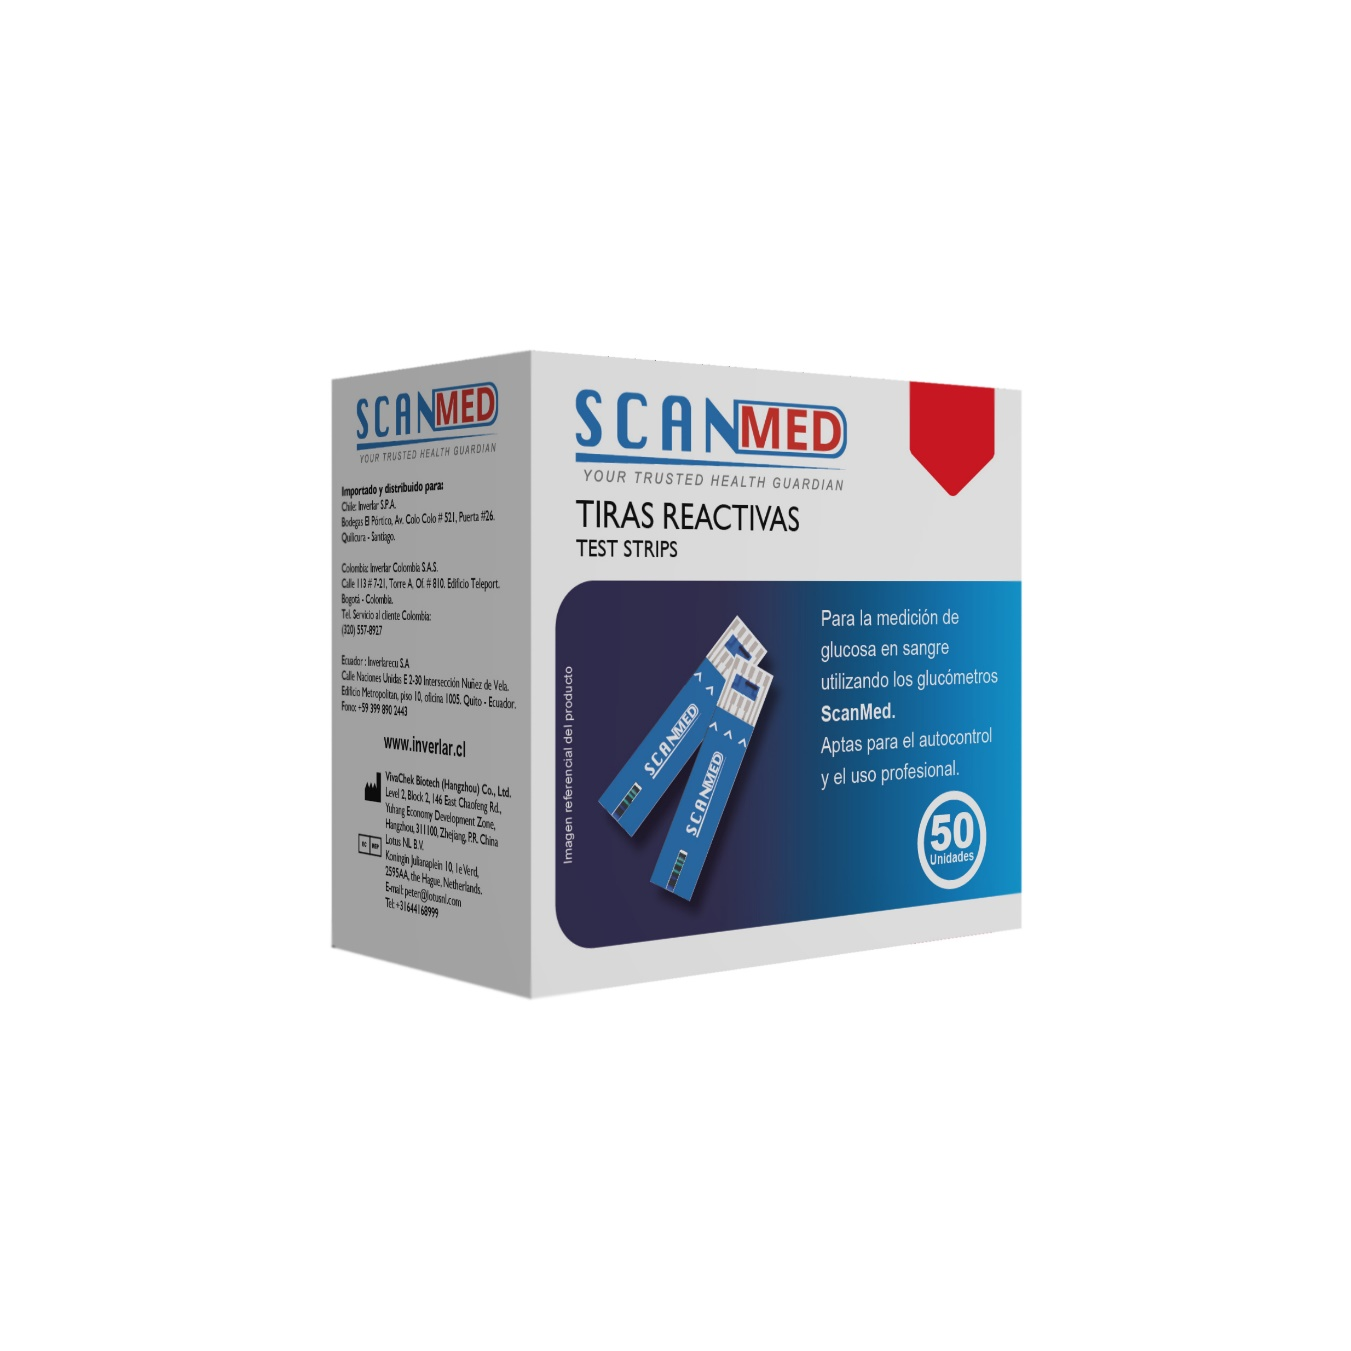 SCANMED
YOUR TRUSTED HEALTH GUARDIAN
Importado y distribuido para:
Chile: Inverlar S.P.A.
Bodegas El Pórtico, Av. Colo Colo # 521, Puerta #26.
Quilicura - Santiago.
Colombia: Inverlar Colombia S.A.S.
Calle 113 # 7-21, Torre A, Of. # 810. Edificio Teleport.
Bogotá - Colombia.
Tel. Servicio al cliente Colombia:
(320) 557-8927
Ecuador : Inverlarecu S.A
Calle Naciones Unidas E 2-30 Intersección Nuñez de Vela.
Edificio Metropolitan, piso 10, oficina 1005. Quito - Ecuador.
Fono: +59 399 890 2443
www.inverlar.cl
VivaChek Biotech (Hangzhou) Co., Ltd.
Level 2, Block 2, 146 East Chaofeng Rd.,
Yuhang Economy Development Zone,
Hangzhou, 311100, Zhejiang, P.R. China
EC REP
Lotus NL B.V.
Koningin Julianaplein 10, 1e Verd,
2595AA, the Hague, Netherlands.
E-mail: peter@lotusnl.com
Tel: +31644168999
SCANMED
YOUR TRUSTED HEALTH GUARDIAN
TIRAS REACTIVAS
TEST STRIPS
Imagen referencial del producto
SCANMED
SCANMED
Para la medición de
glucosa en sangre
utilizando los glucómetros
ScanMed.
Aptas para el autocontrol
y el uso profesional.
50
Unidades